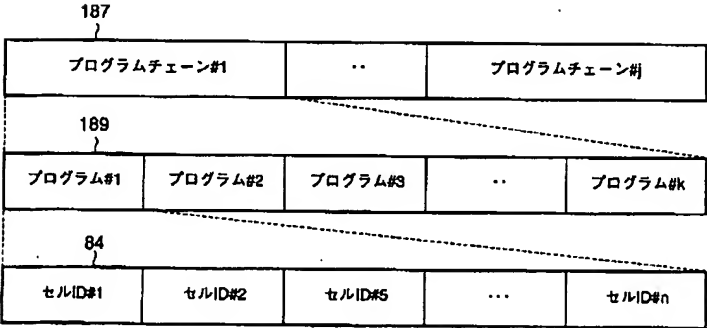 187
プログラムチェーン#1 ‥ プログラムチェーン#j
189
プログラム#1 プログラム#2 プログラム#3 ‥ プログラム#k
84
セルID#1 セルID#2 セルID#5 … セルID#n